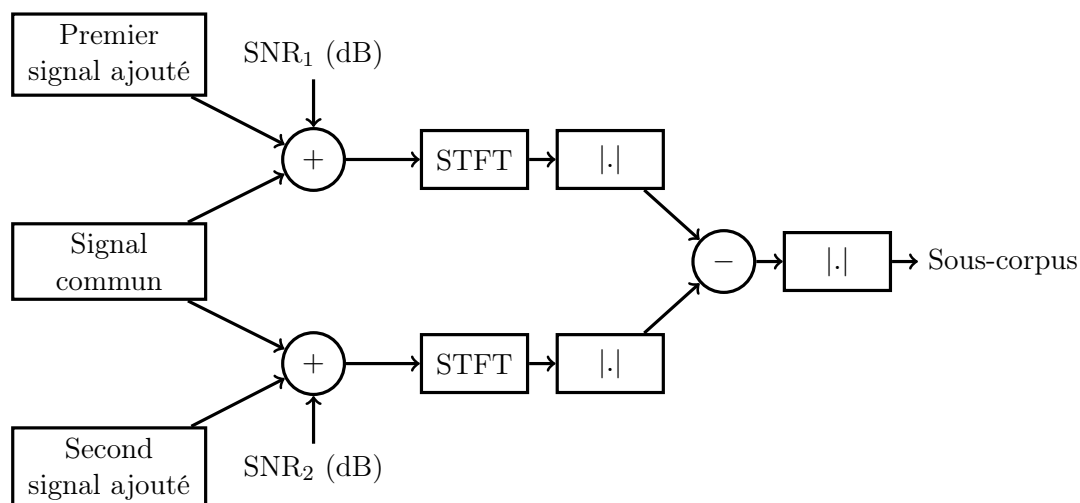 Premier
signal ajouté
SNR₁ (dB)
+
STFT
|.|
Signal
commun
−
|.|
Sous-corpus
+
STFT
|.|
Second
signal ajouté
SNR₂ (dB)